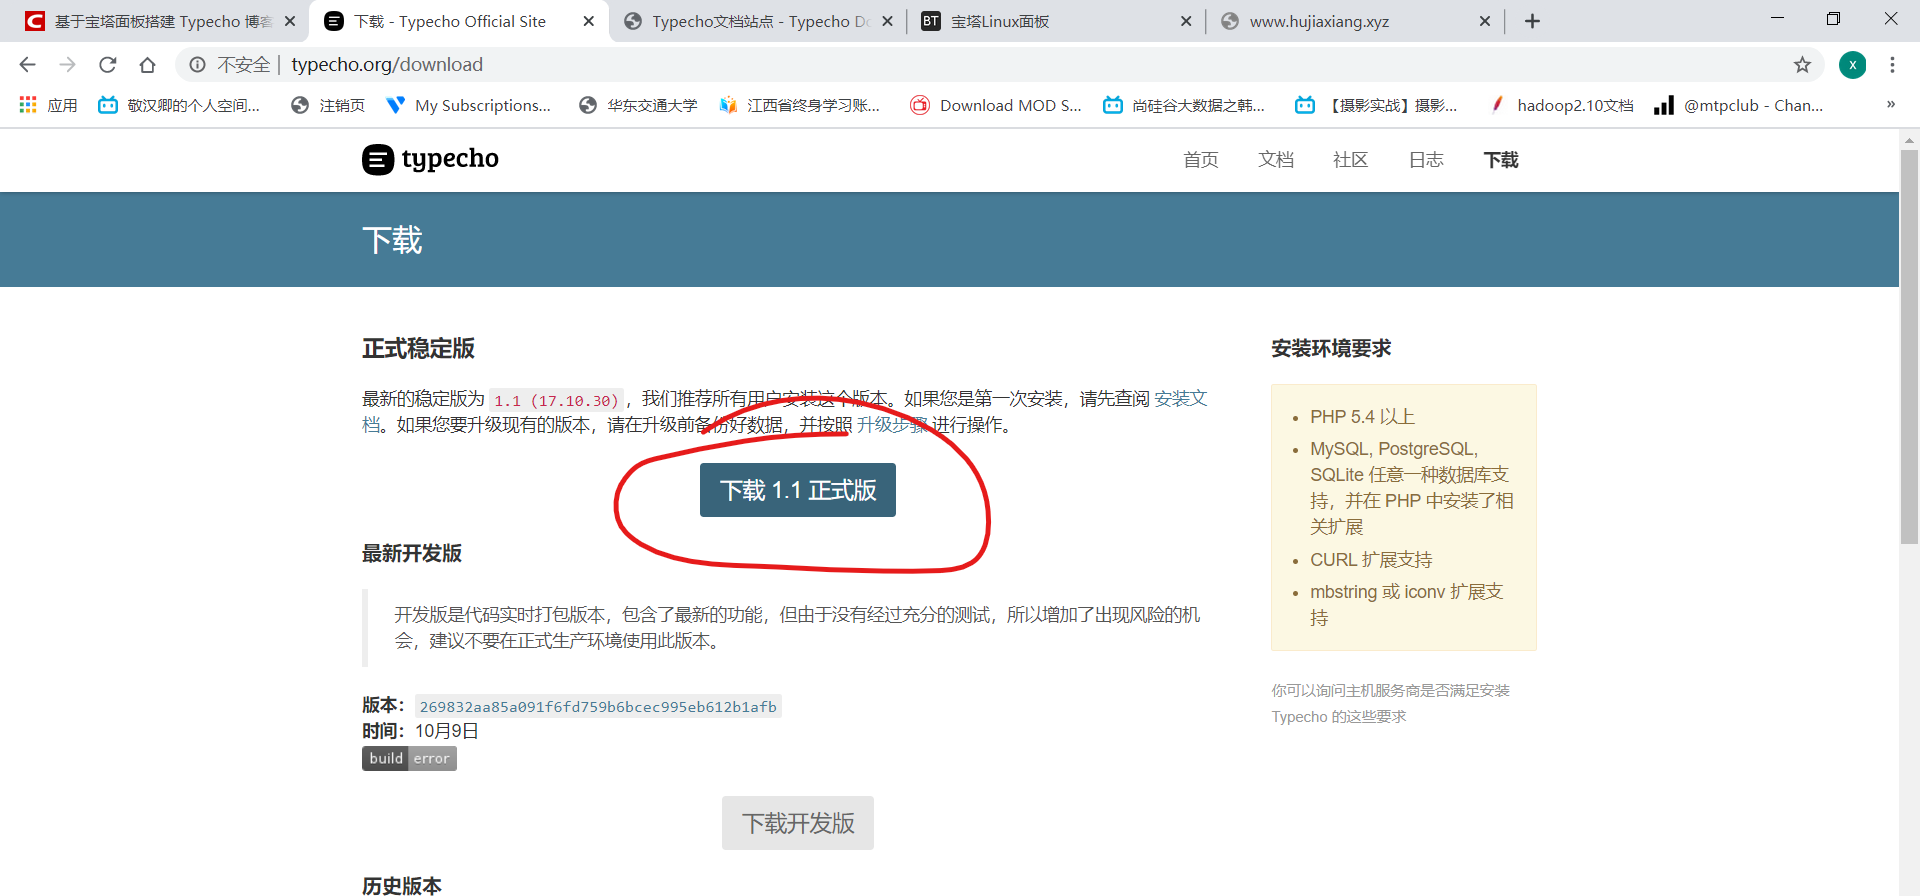 基于宝塔面板搭建 Typecho 博客
下载 - Typecho Official Site
Typecho文档站点 - Typecho Do
BT 宝塔Linux面板
www.hujiaxiang.xyz
不安全 | typecho.org/download
x
应用
敬汉卿的个人空间...
注销页
My Subscriptions...
华东交通大学
江西省终身学习账...
Download MOD S...
尚硅谷大数据之韩...
【摄影实战】摄影...
hadoop2.10文档
@mtpclub - Chan...
»
typecho
首页
文档
社区
日志
下载
下载
正式稳定版
最新的稳定版为 1.1 (17.10.30) ，我们推荐所有用户安装这个版本。如果您是第一次安装，请先查阅 安装文
档。如果您要升级现有的版本，请在升级前备份好数据，并按照 升级步骤 进行操作。
下载 1.1 正式版
最新开发版
开发版是代码实时打包版本，包含了最新的功能，但由于没有经过充分的测试，所以增加了出现风险的机
会，建议不要在正式生产环境使用此版本。
版本： 269832aa85a091f6fd759b6bcec995eb612b1afb
时间：10月9日
build error
下载开发版
历史版本
安装环境要求
• PHP 5.4 以上
• MySQL, PostgreSQL,
SQLite 任意一种数据库支
持，并在 PHP 中安装了相
关扩展
• CURL 扩展支持
• mbstring 或 iconv 扩展支
持
你可以询问主机服务商是否满足安装
Typecho 的这些要求